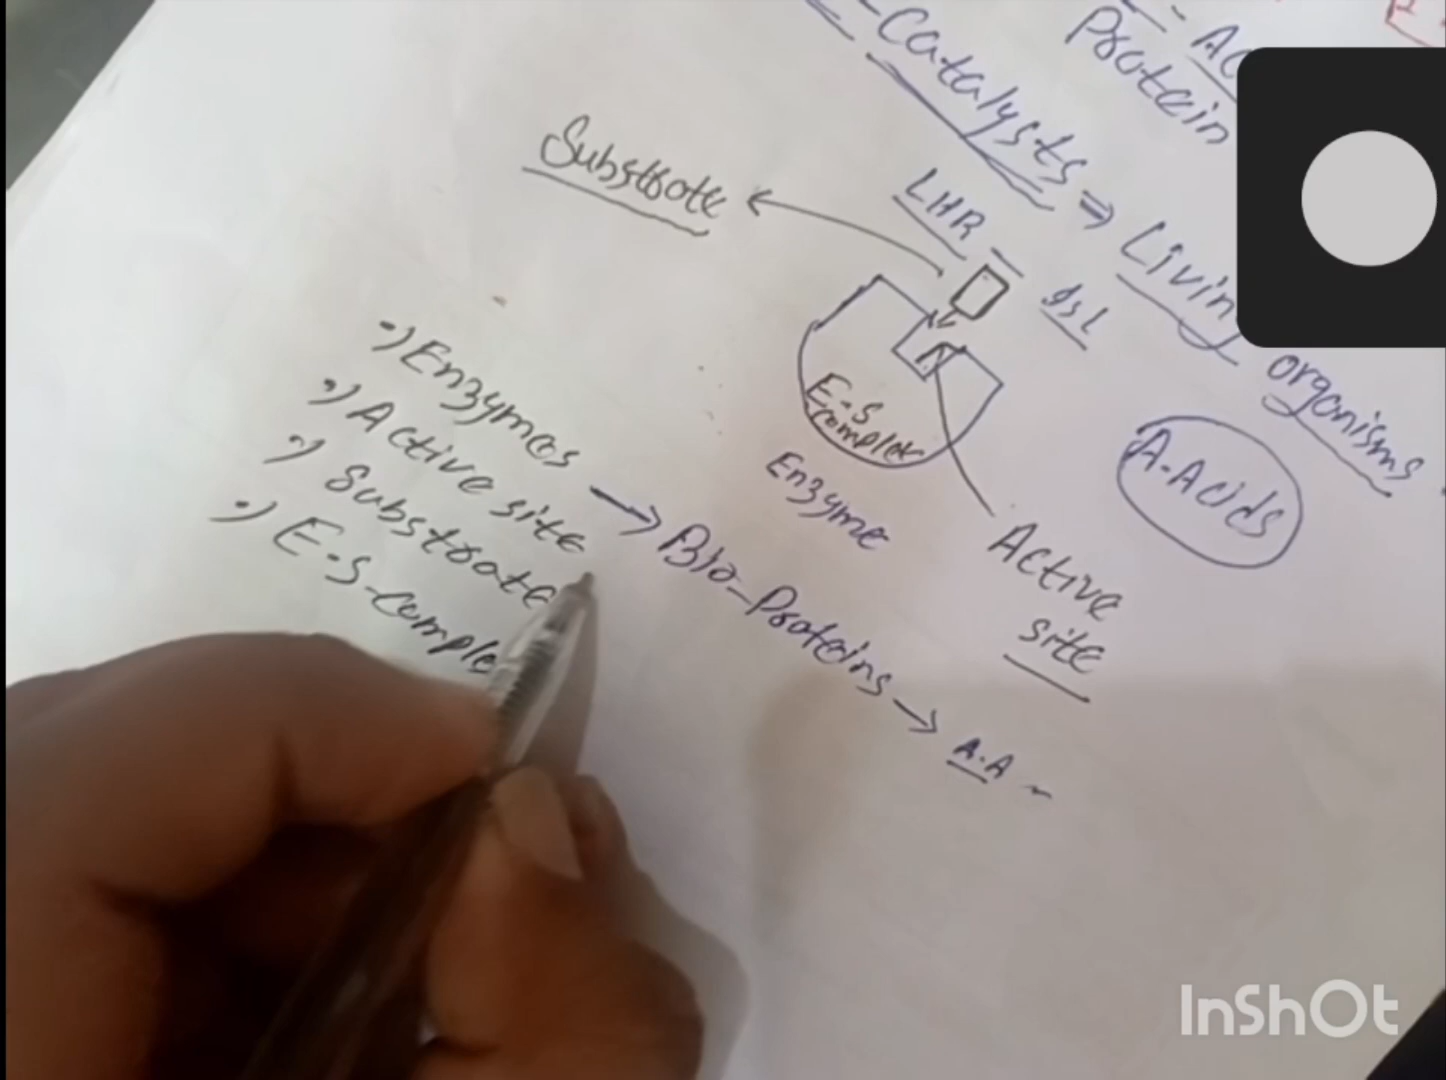 Protein
-Catalysts ⇒ Living organisms
LHR -
Isl
Substrate
E-S
complex
Enzyme
Active
site
A-Acids
•) Enzymes → Bio-Proteins → A.A
•) Active site
•) Substrate
•) E-S-comple
InShOt